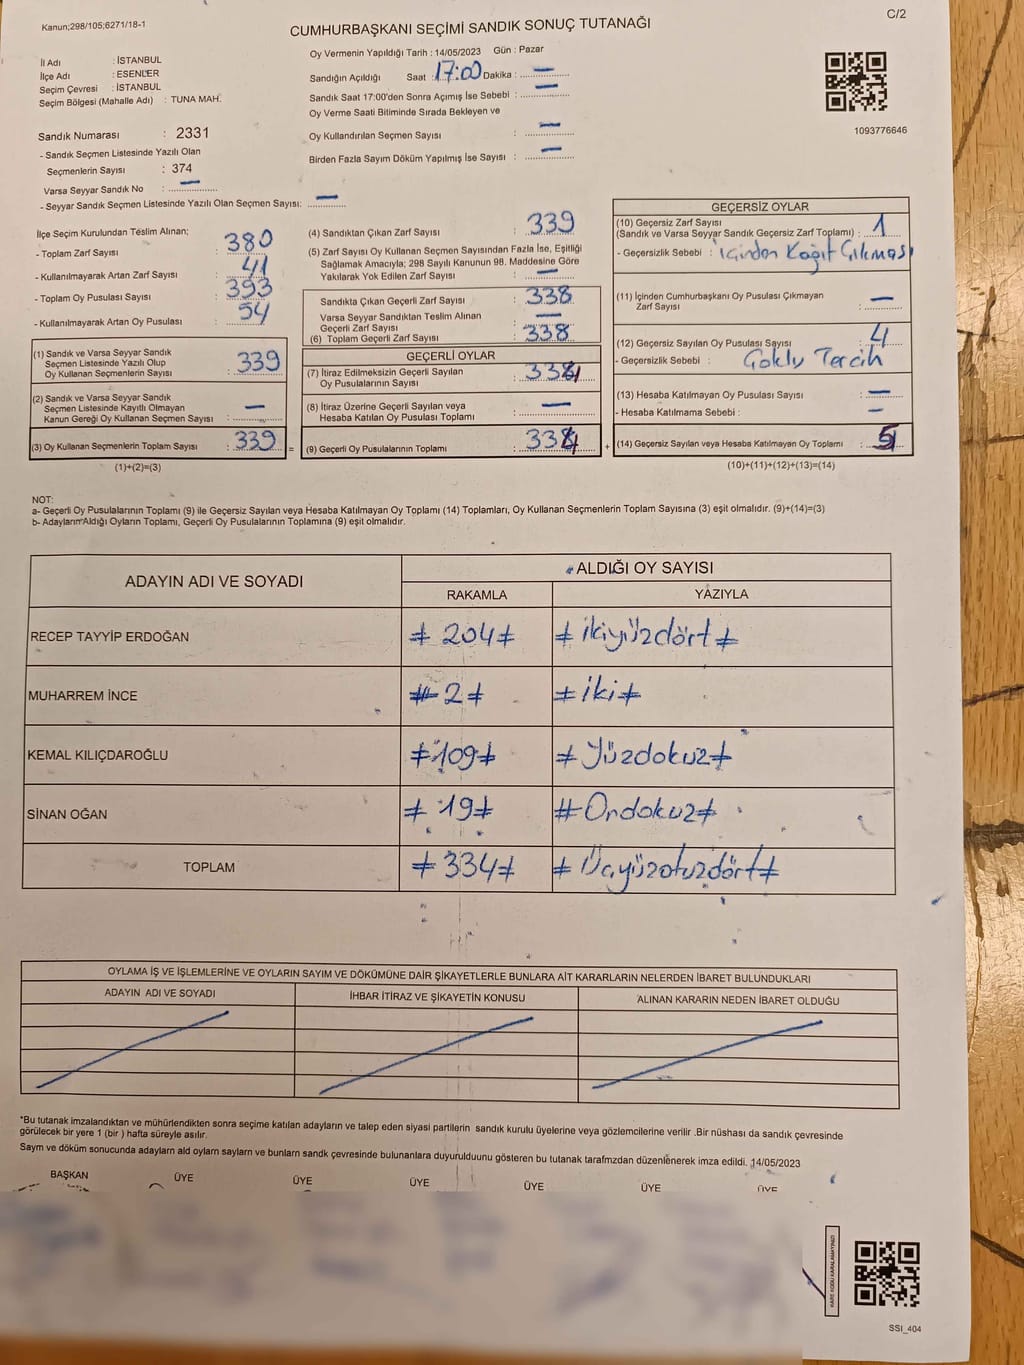 Kanun;298/105;6271/18-1
C/2
CUMHURBAŞKANI SEÇİMİ SANDIK SONUÇ TUTANAĞI
İl Adı : İSTANBUL
İlçe Adı : ESENLER
Seçim Çevresi : İSTANBUL
Seçim Bölgesi (Mahalle Adı) : TUNA MAH.
Sandık Numarası : 2331
- Sandık Seçmen Listesinde Yazılı Olan
Seçmenlerin Sayısı : 374
Varsa Seyyar Sandık No : —
- Seyyar Sandık Seçmen Listesinde Yazılı Olan Seçmen Sayısı: —
Oy Vermenin Yapıldığı Tarih : 14/05/2023 Gün : Pazar
Sandığın Açıldığı Saat : 17:00 Dakika : —
Sandık Saat 17:00'den Sonra Açımış İse Sebebi : —
Oy Verme Saati Bitiminde Sırada Bekleyen ve
Oy Kullandırılan Seçmen Sayısı : —
Birden Fazla Sayım Döküm Yapılmış İse Sayısı : —
1093776646
İlçe Seçim Kurulundan Teslim Alınan;
- Toplam Zarf Sayısı : 380
- Kullanılmayarak Artan Zarf Sayısı : 41
- Toplam Oy Pusulası Sayısı : 393
- Kullanılmayarak Artan Oy Pusulası : 54
(1) Sandık ve Varsa Seyyar Sandık
Seçmen Listesinde Yazılı Olup
Oy Kullanan Seçmenlerin Sayısı : 339
(2) Sandık ve Varsa Seyyar Sandık
Seçmen Listesinde Kayıtlı Olmayan
Kanun Gereği Oy Kullanan Seçmen Sayısı : —
(3) Oy Kullanan Seçmenlerin Toplam Sayısı : 339
(1)+(2)=(3)
(4) Sandıktan Çıkan Zarf Sayısı : 339
(5) Zarf Sayısı Oy Kullanan Seçmen Sayısından Fazla İse, Eşitliği
Sağlamak Amacıyla; 298 Sayılı Kanunun 98. Maddesine Göre
Yakılarak Yok Edilen Zarf Sayısı : —
Sandıkta Çıkan Geçerli Zarf Sayısı : 338
Varsa Seyyar Sandıktan Teslim Alınan
Geçerli Zarf Sayısı : —
(6) Toplam Geçerli Zarf Sayısı : 338
GEÇERLİ OYLAR
(7) İtiraz Edilmeksizin Geçerli Sayılan
Oy Pusulalarının Sayısı : 334
(8) İtiraz Üzerine Geçerli Sayılan veya
Hesaba Katılan Oy Pusulası Toplamı : —
= (9) Geçerli Oy Pusulalarının Toplamı : 334 +
GEÇERSİZ OYLAR
(10) Geçersiz Zarf Sayısı
(Sandık ve Varsa Seyyar Sandık Geçersiz Zarf Toplamı) : 1
- Geçersizlik Sebebi : İçinden Kağıt Çıkması
(11) İçinden Cumhurbaşkanı Oy Pusulası Çıkmayan
Zarf Sayısı : —
(12) Geçersiz Sayılan Oy Pusulası Sayısı : 4
- Geçersizlik Sebebi : Çoklu Tercih
(13) Hesaba Katılmayan Oy Pusulası Sayısı : —
- Hesaba Katılmama Sebebi : —
(14) Geçersiz Sayılan veya Hesaba Katılmayan Oy Toplamı : 5
(10)+(11)+(12)+(13)=(14)
NOT:
a- Geçerli Oy Pusulalarının Toplamı (9) ile Geçersiz Sayılan veya Hesaba Katılmayan Oy Toplamı (14) Toplamları, Oy Kullanan Seçmenlerin Toplam Sayısına (3) eşit olmalıdır. (9)+(14)=(3)
b- Adayların Aldığı Oyların Toplamı, Geçerli Oy Pusulalarının Toplamına (9) eşit olmalıdır.
ADAYIN ADI VE SOYADI ALDIĞI OY SAYISI
RAKAMLA YAZIYLA
RECEP TAYYİP ERDOĞAN # 204 # # ikiyüzdört #
MUHARREM İNCE # 2 # # iki #
KEMAL KILIÇDAROĞLU # 109 # # Yüzdokuz #
SİNAN OĞAN # 19 # # Ondokuz #
TOPLAM # 334 # # Üçyüzotuzdört #
OYLAMA İŞ VE İŞLEMLERİNE VE OYLARIN SAYIM VE DÖKÜMÜNE DAİR ŞİKAYETLERLE BUNLARA AİT KARARLARIN NELERDEN İBARET BULUNDUKLARI
ADAYIN ADI VE SOYADI İHBAR İTİRAZ VE ŞİKAYETİN KONUSU ALINAN KARARIN NEDEN İBARET OLDUĞU
*Bu tutanak imzalandıktan ve mühürlendikten sonra seçime katılan adayların ve talep eden siyasi partilerin sandık kurulu üyelerine veya gözlemcilerine verilir .Bir nüshası da sandık çevresinde
görülecek bir yere 1 (bir ) hafta süreyle asılır.
Saym ve döküm sonucunda adaylarn ald oylarn saylarn ve bunlarn sandk çevresinde bulunanlara duyurulduunu gösteren bu tutanak tarafmzdan düzenlenerek imza edildi. 14/05/2023
BAŞKAN ÜYE ÜYE ÜYE ÜYE ÜYE ÜYE
KARE KODU KARALAMAYINIZ!
SSI_404